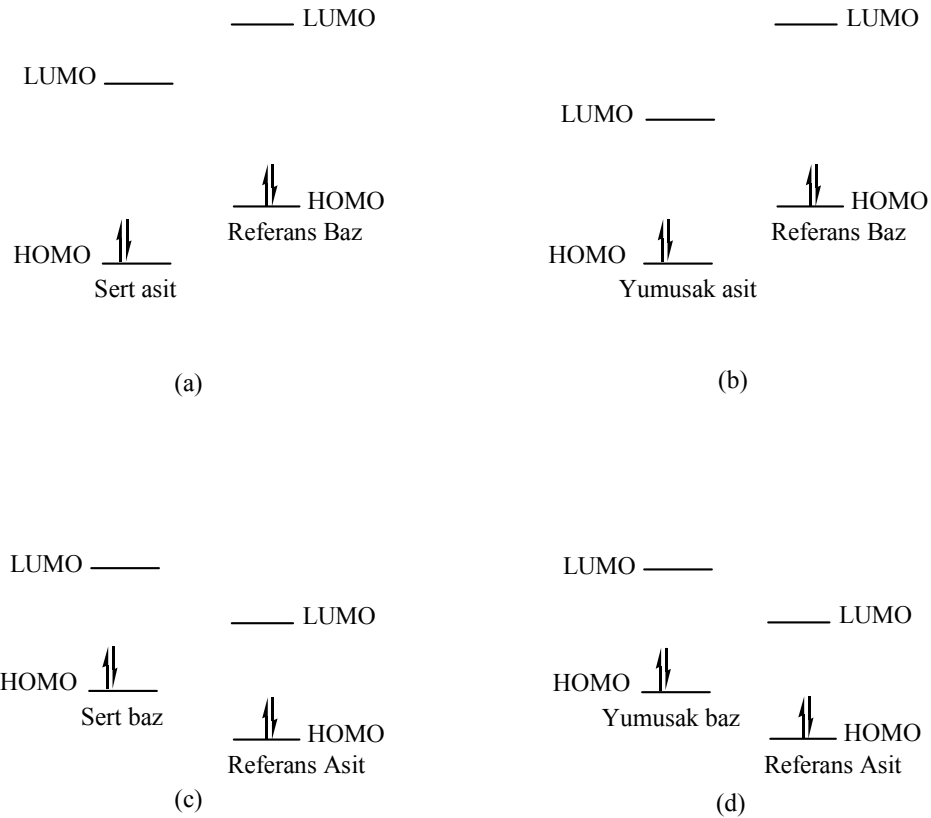 LUMO
LUMO
HOMO
Referans Baz
HOMO
Sert asit
(a)
LUMO
LUMO
HOMO
Referans Baz
HOMO
Yumusak asit
(b)
LUMO
LUMO
HOMO
Sert baz
HOMO
Referans Asit
(c)
LUMO
LUMO
HOMO
Yumusak baz
HOMO
Referans Asit
(d)